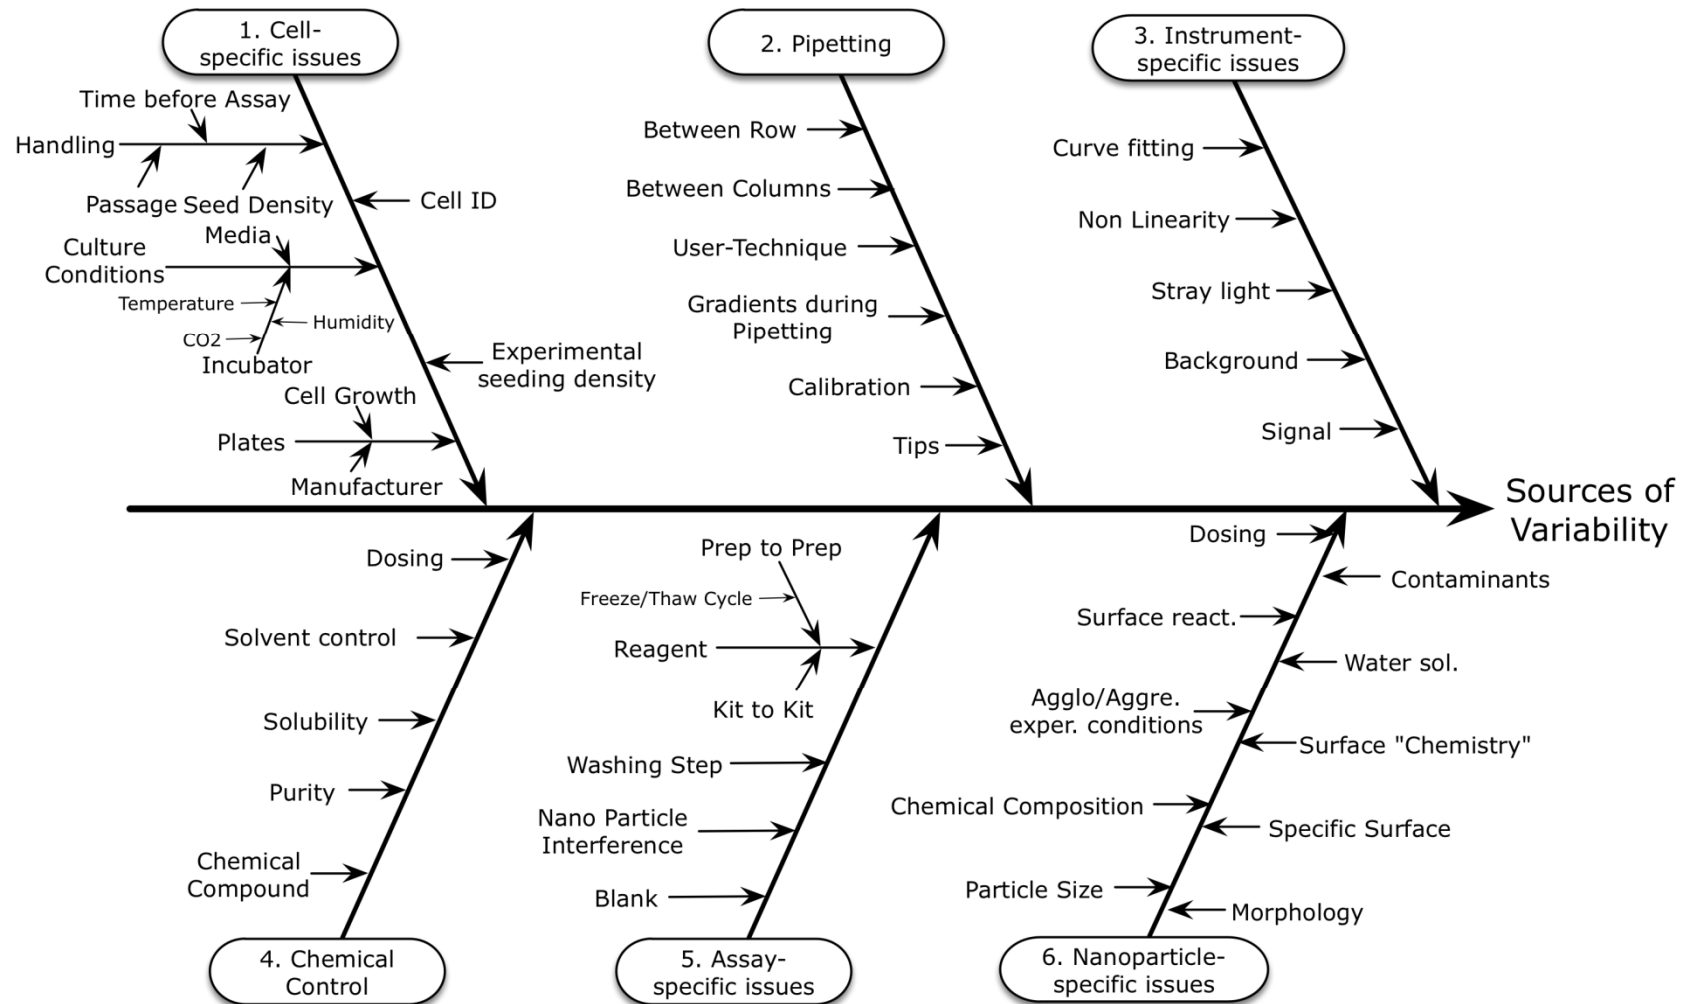 1. Cell-
specific issues
2. Pipetting
3. Instrument-
specific issues
Time before Assay
Handling
Passage
Seed Density
Cell ID
Media
Culture
Conditions
Temperature
Humidity
CO2
Incubator
Experimental
seeding density
Cell Growth
Plates
Manufacturer
Between Row
Between Columns
User-Technique
Gradients during
Pipetting
Calibration
Tips
Curve fitting
Non Linearity
Stray light
Background
Signal
Sources of
Variability
Dosing
Solvent control
Solubility
Purity
Chemical
Compound
4. Chemical
Control
Prep to Prep
Freeze/Thaw Cycle
Reagent
Kit to Kit
Washing Step
Nano Particle
Interference
Blank
5. Assay-
specific issues
Dosing
Contaminants
Surface react.
Water sol.
Agglo/Aggre.
exper. conditions
Surface "Chemistry"
Chemical Composition
Specific Surface
Particle Size
Morphology
6. Nanoparticle-
specific issues